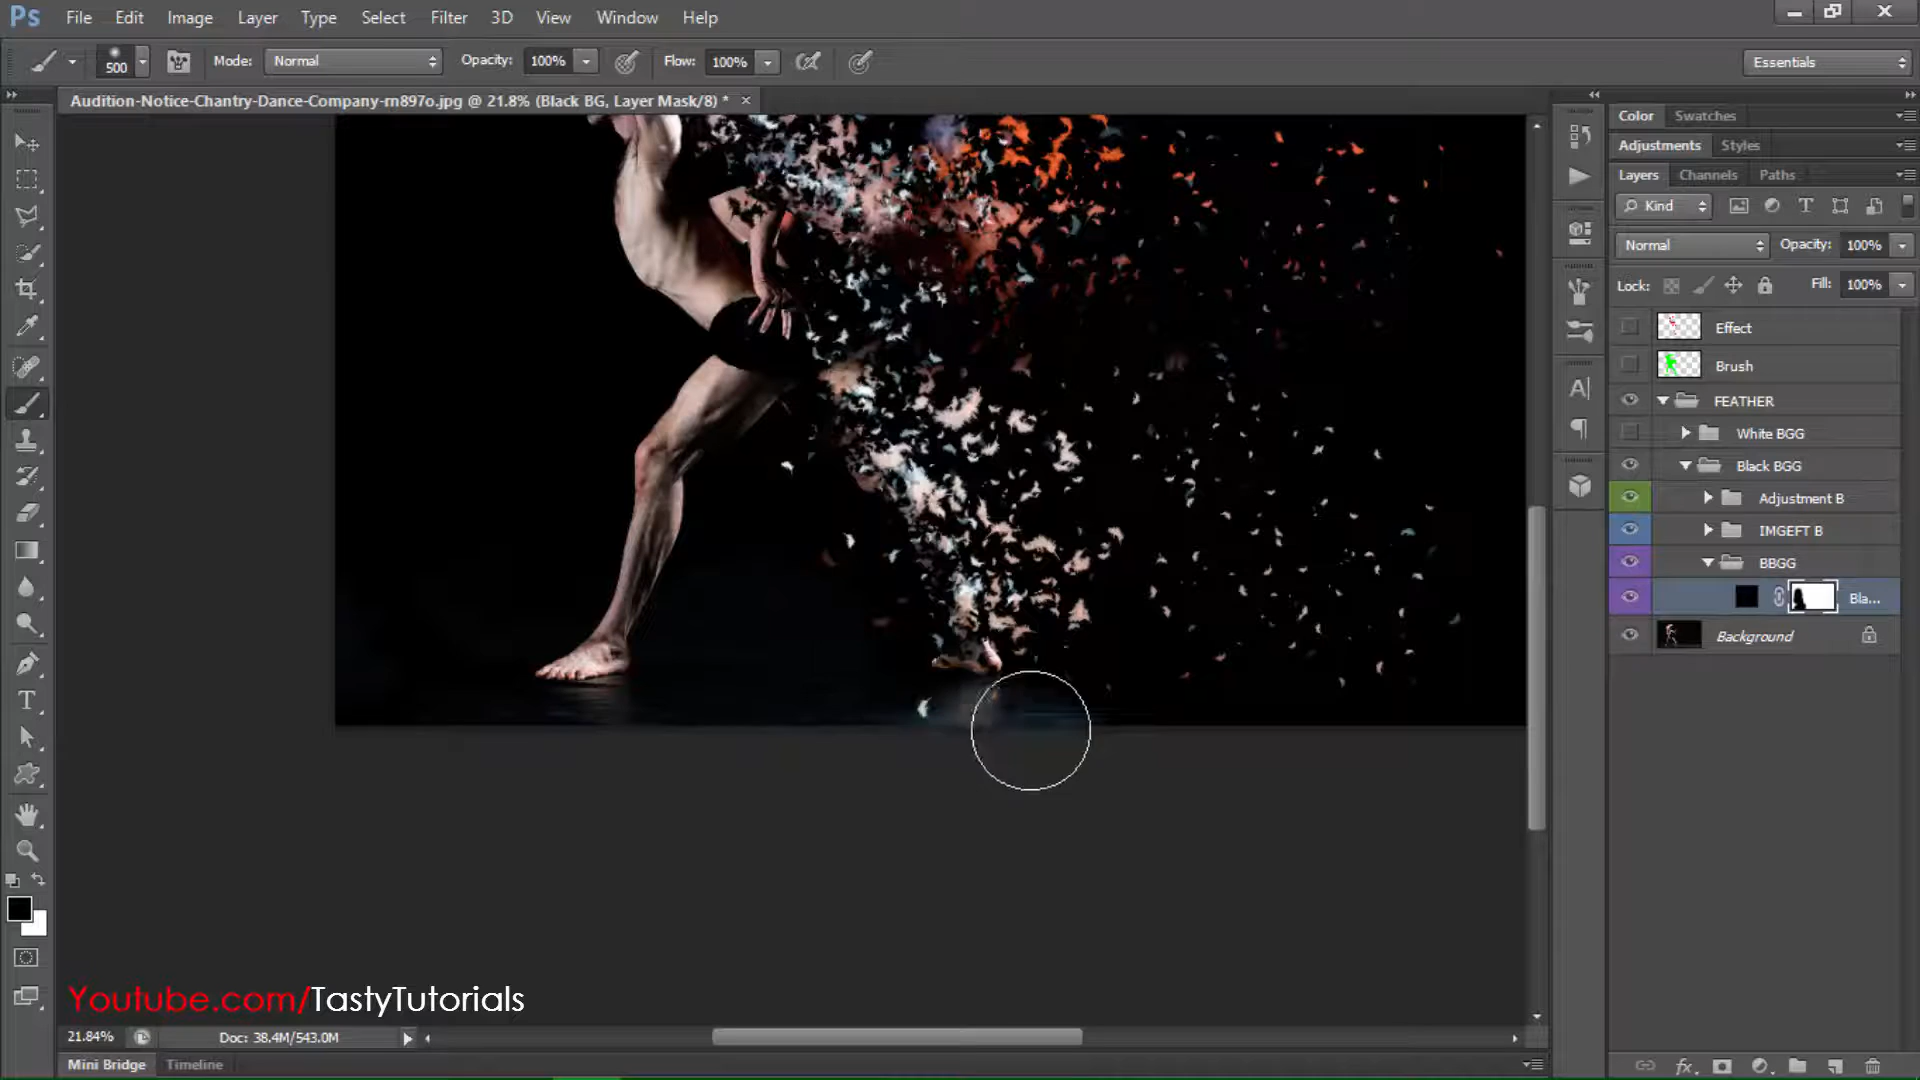 Ps File Edit Image Layer Type Select Filter 3D View Window Help
500 Mode: Normal Opacity: 100% Flow: 100% Essentials
Audition-Notice-Chantry-Dance-Company-m897o.jpg @ 21.8% (Black BG, Layer Mask/8) *
Color Swatches
Adjustments Styles
Layers Channels Paths
Kind
Normal Opacity: 100%
Lock: Fill: 100%
Effect
Brush
FEATHER
White BGG
Black BGG
Adjustment B
IMGEFT B
BBGG
Bla...
Background
Youtube.com/TastyTutorials
21.84% Doc: 38.4M/543.0M
Mini Bridge Timeline